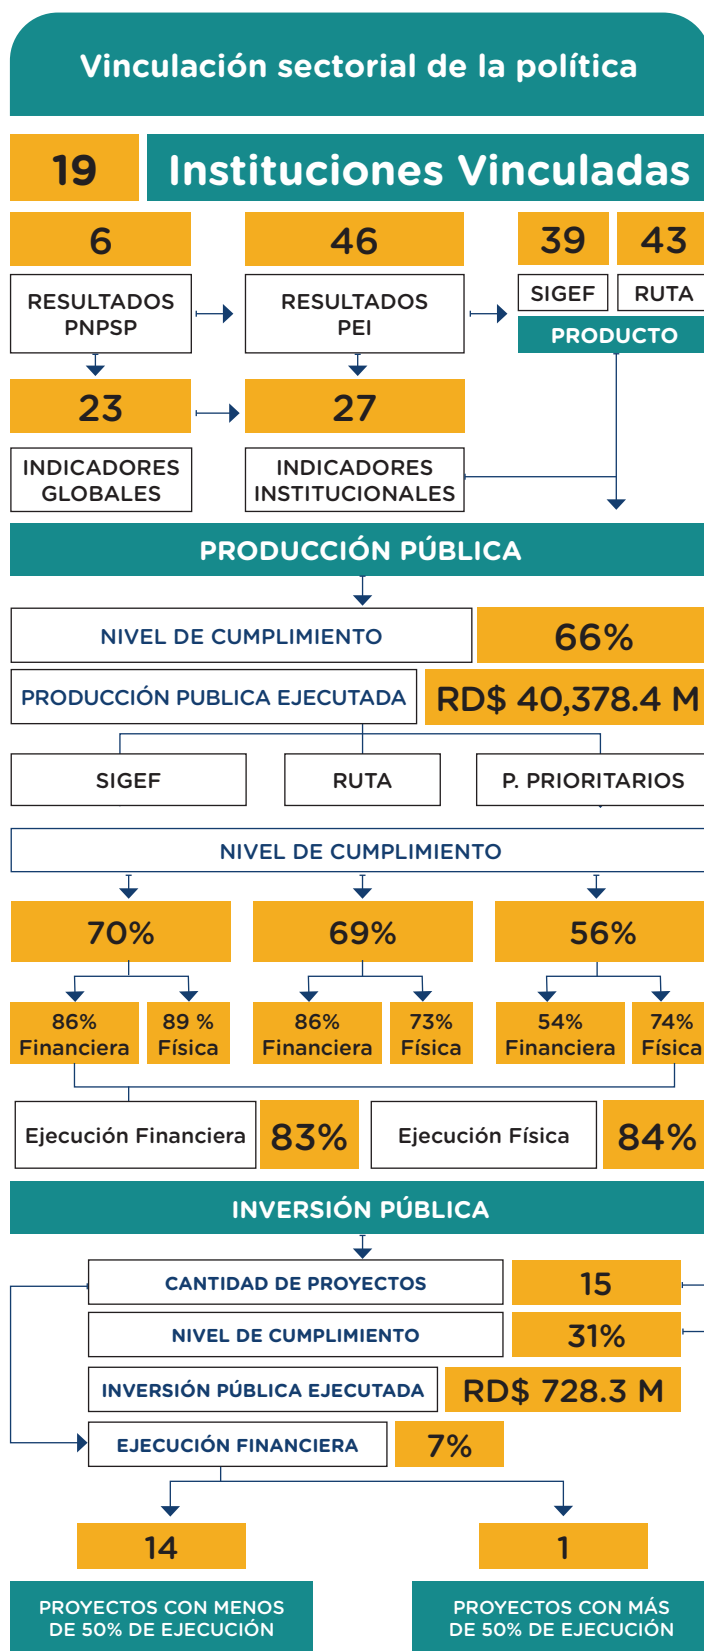 Vinculación sectorial de la política
19
Instituciones Vinculadas
6
46
39
43
RESULTADOS
PNPSP
RESULTADOS
PEI
SIGEF
RUTA
PRODUCTO
23
27
INDICADORES
GLOBALES
INDICADORES
INSTITUCIONALES
PRODUCCIÓN PÚBLICA
NIVEL DE CUMPLIMIENTO
66%
PRODUCCIÓN PUBLICA EJECUTADA
RD$ 40,378.4 M
SIGEF
RUTA
P. PRIORITARIOS
NIVEL DE CUMPLIMIENTO
70%
69%
56%
86%
Financiera
89 %
Física
86%
Financiera
73%
Física
54%
Financiera
74%
Física
Ejecución Financiera
83%
Ejecución Física
84%
INVERSIÓN PÚBLICA
CANTIDAD DE PROYECTOS
15
NIVEL DE CUMPLIMIENTO
31%
INVERSIÓN PÚBLICA EJECUTADA
RD$ 728.3 M
EJECUCIÓN FINANCIERA
7%
14
1
PROYECTOS CON MENOS
DE 50% DE EJECUCIÓN
PROYECTOS CON MÁS
DE 50% DE EJECUCIÓN